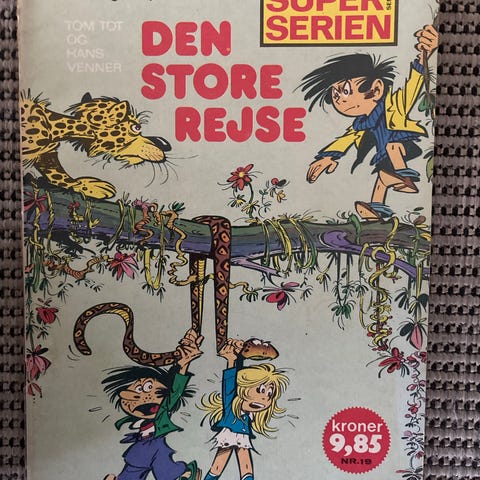 SUPER
SERIEN
TOM TOT
OG
HANS
VENNER
DEN
STORE
REJSE
kroner
9,85
NR.19